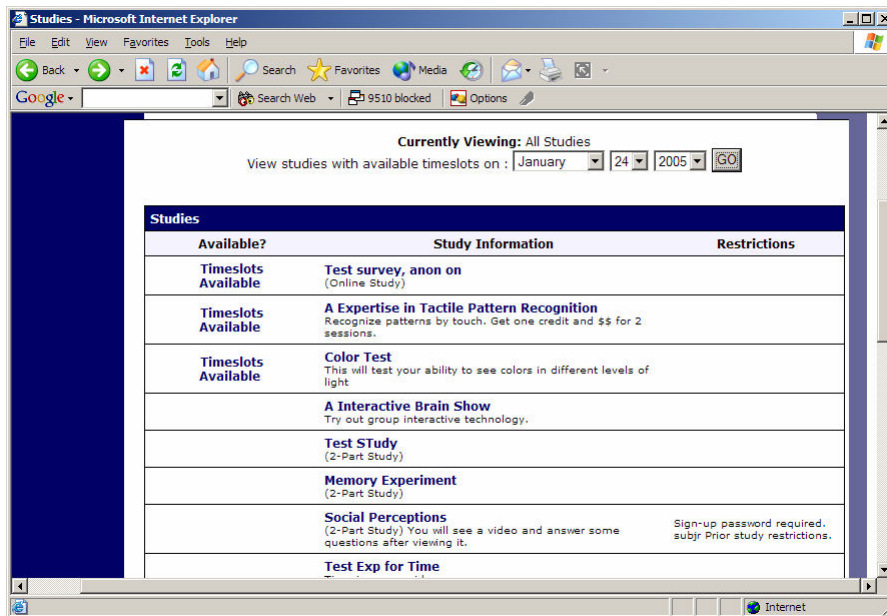 Studies - Microsoft Internet Explorer
File Edit View Favorites Tools Help
Back Search Favorites Media
Google Search Web 9510 blocked Options
Currently Viewing: All Studies
View studies with available timeslots on : January 24 2005 GO
Studies
Available? Study Information Restrictions
Timeslots Available
Test survey, anon on
(Online Study)
Timeslots Available
A Expertise in Tactile Pattern Recognition
Recognize patterns by touch. Get one credit and $$ for 2
sessions.
Timeslots Available
Color Test
This will test your ability to see colors in different levels of
light
A Interactive Brain Show
Try out group interactive technology.
Test STudy
(2-Part Study)
Memory Experiment
(2-Part Study)
Social Perceptions
(2-Part Study) You will see a video and answer some
questions after viewing it.
Sign-up password required.
subjr Prior study restrictions.
Test Exp for Time
Internet